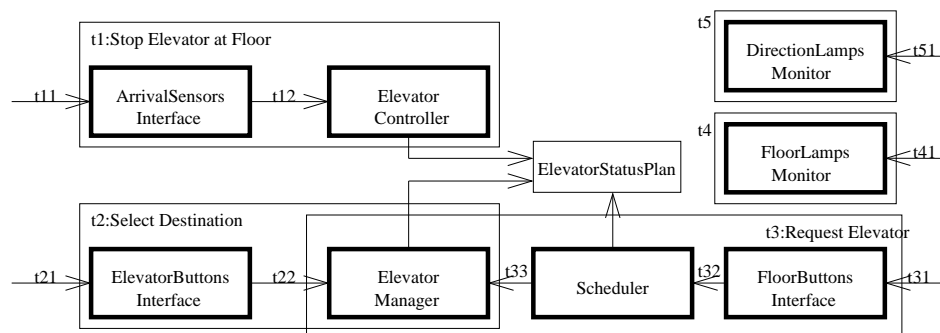 t1:Stop Elevator at Floor
t11
ArrivalSensors
Interface
t12
Elevator
Controller
t5
DirectionLamps
Monitor
t51
t4
FloorLamps
Monitor
t41
ElevatorStatusPlan
t2:Select Destination
t21
ElevatorButtons
Interface
t22
Elevator
Manager
t33
Scheduler
t3:Request Elevator
t32
FloorButtons
Interface
t31